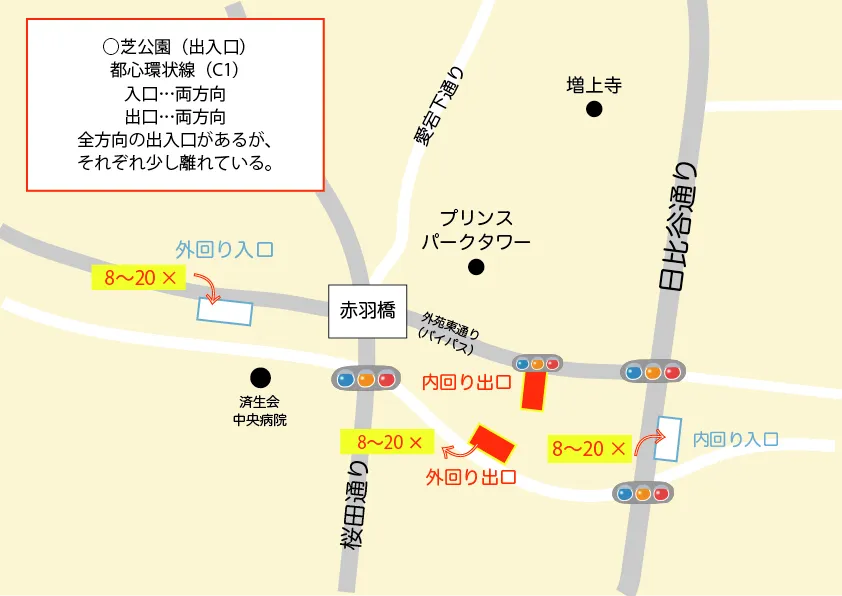 ○芝公園（出入口）
都心環状線（C1）
入口…両方向
出口…両方向
全方向の出入口があるが、
それぞれ少し離れている。
愛宕下通り
増上寺
日比谷通り
プリンス
パークタワー
外回り入口
8〜20 ×
赤羽橋
外苑東通り
（バイパス）
内回り出口
済生会
中央病院
8〜20 ×
外回り出口
8〜20 ×
内回り入口
桜田通り